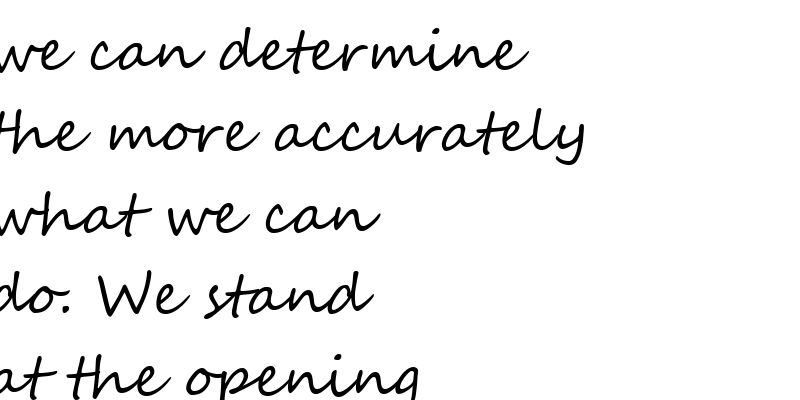 we can determine
the more accurately
what we can
do. We stand
at the opening